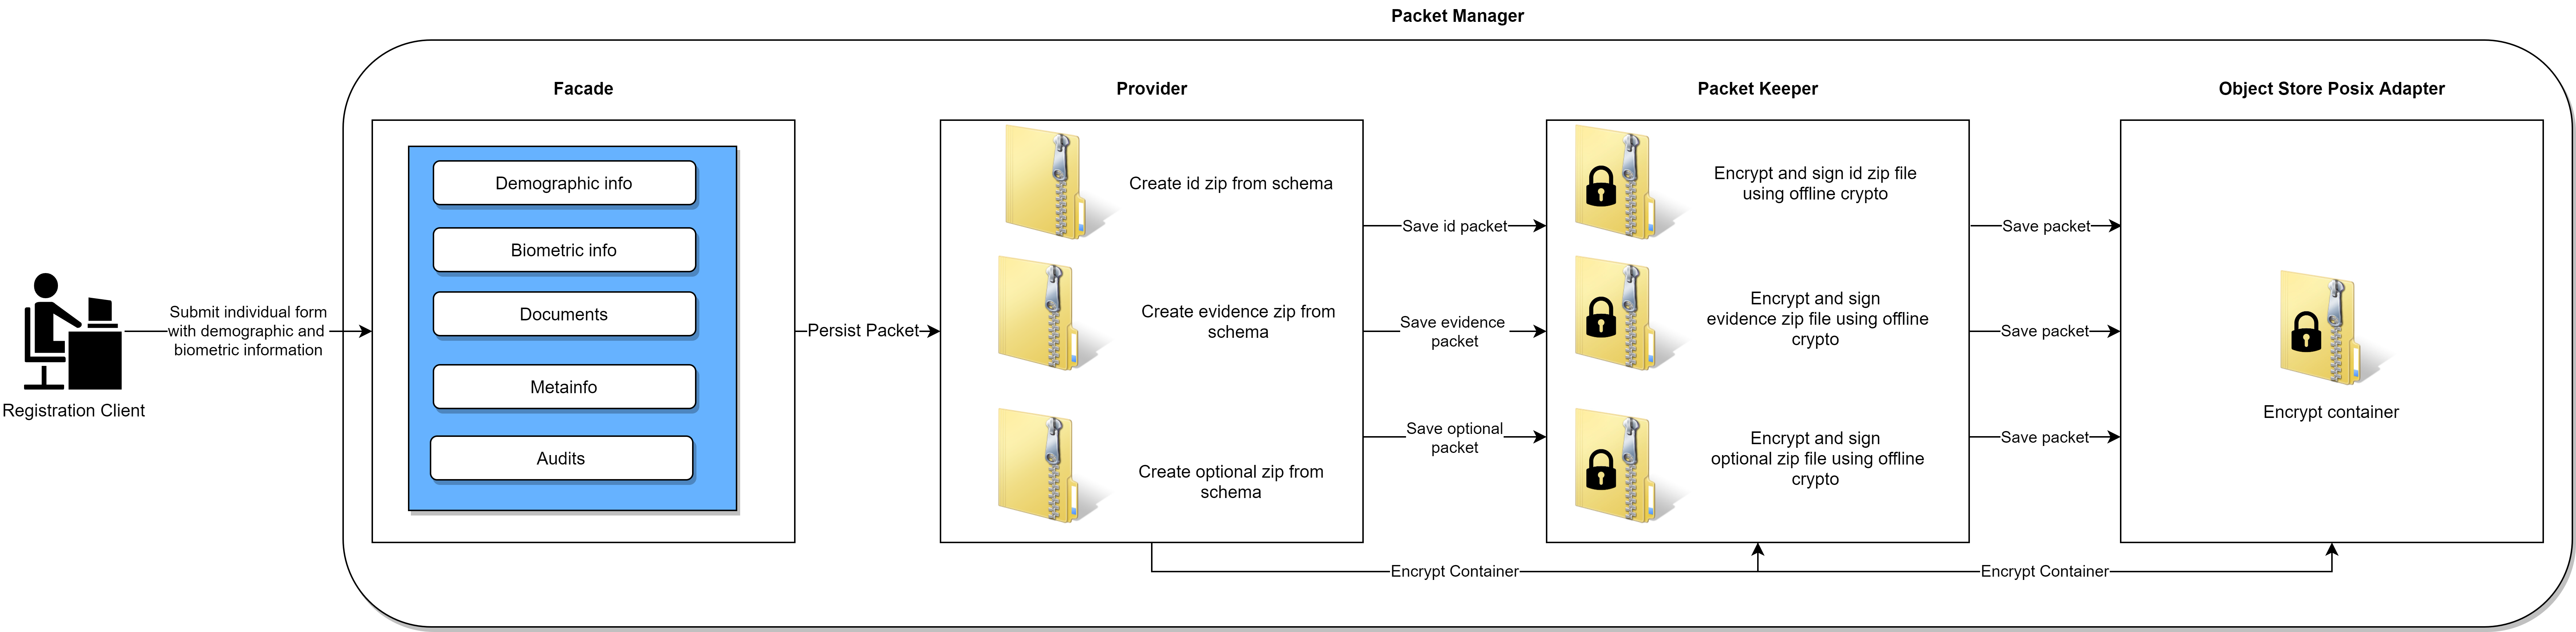 Packet Manager
Facade
Provider
Packet Keeper
Object Store Posix Adapter
Registration Client
Submit individual form
with demographic and
biometric information
Demographic info
Biometric info
Documents
Metainfo
Audits
Persist Packet
Create id zip from schema
Create evidence zip from
schema
Create optional zip from
schema
Save id packet
Save evidence
packet
Save optional
packet
Encrypt and sign id zip file
using offline crypto
Encrypt and sign
evidence zip file using offline
crypto
Encrypt and sign
optional zip file using offline
crypto
Save packet
Save packet
Save packet
Encrypt container
Encrypt Container
Encrypt Container